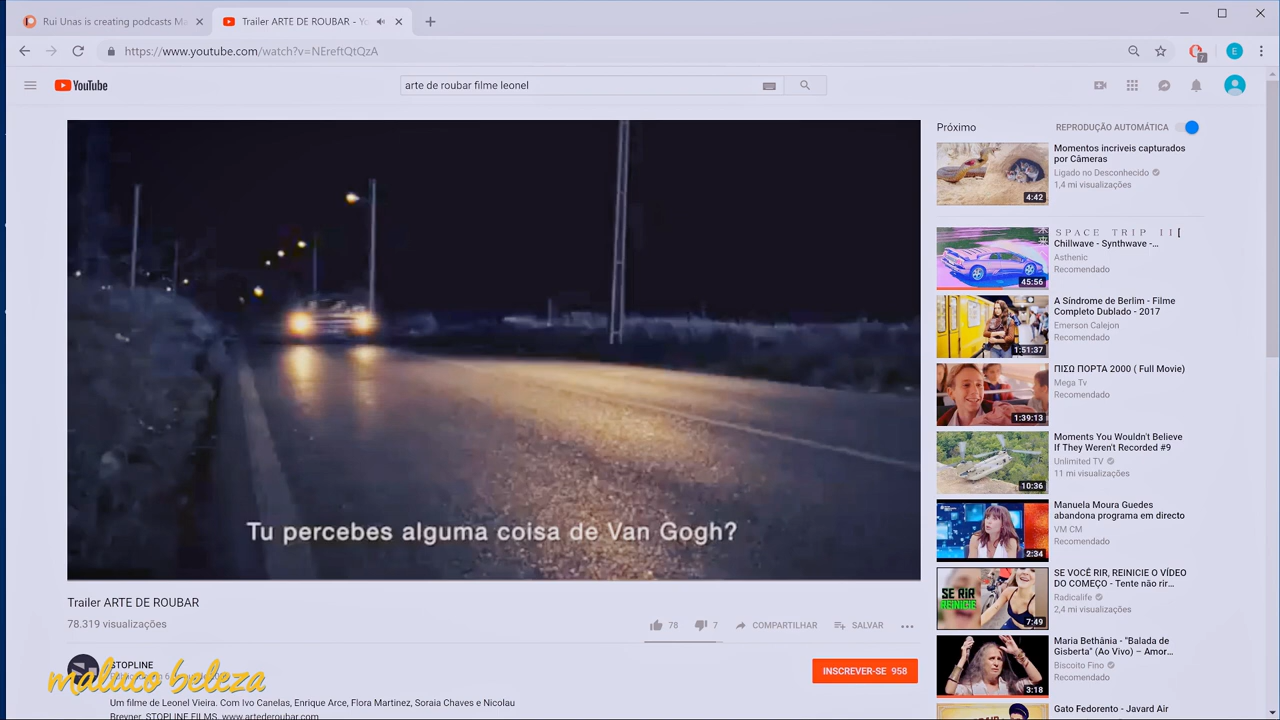 Rui Unas is creating podcasts Ma
Trailer ARTE DE ROUBAR - Yo
https://www.youtube.com/watch?v=NEreftQtQzA
7
E
YouTube
arte de roubar filme leonel
Tu percebes alguma coisa de Van Gogh?
Trailer ARTE DE ROUBAR
78.319 visualizações
78
7
COMPARTILHAR
SALVAR
STOPLINE
maluco beleza
INSCREVER-SE 958
Um filme de Leonel Vieira. Com Ivo Canelas, Enrique Arce, Flora Martinez, Soraia Chaves e Nicolau
Breyner. STOPLINE FILMS. www.artederoubar.com
Próximo
REPRODUÇÃO AUTOMÁTICA
4:42
Momentos incriveis capturados
por Câmeras
Ligado no Desconhecido
1,4 mi visualizações
45:56
ＳＰＡＣＥ ＴＲＩＰ ＩＩ [
Chillwave - Synthwave -...
Asthenic
Recomendado
1:51:37
A Síndrome de Berlim - Filme
Completo Dublado - 2017
Emerson Calejon
Recomendado
1:39:13
ΠΙΣΩ ΠΟΡΤΑ 2000 ( Full Movie)
Mega Tv
Recomendado
10:36
Moments You Wouldn't Believe
If They Weren't Recorded #9
Unlimited TV
11 mi visualizações
2:34
Manuela Moura Guedes
abandona programa em directo
VM CM
Recomendado
SE RIR
REINICIE
7:49
SE VOCÊ RIR, REINICIE O VÍDEO
DO COMEÇO - Tente não rir...
Radicalife
2,4 mi visualizações
3:18
Maria Bethânia - "Balada de
Gisberta" (Ao Vivo) – Amor...
Biscoito Fino
Recomendado
Gato Fedorento - Javard Air